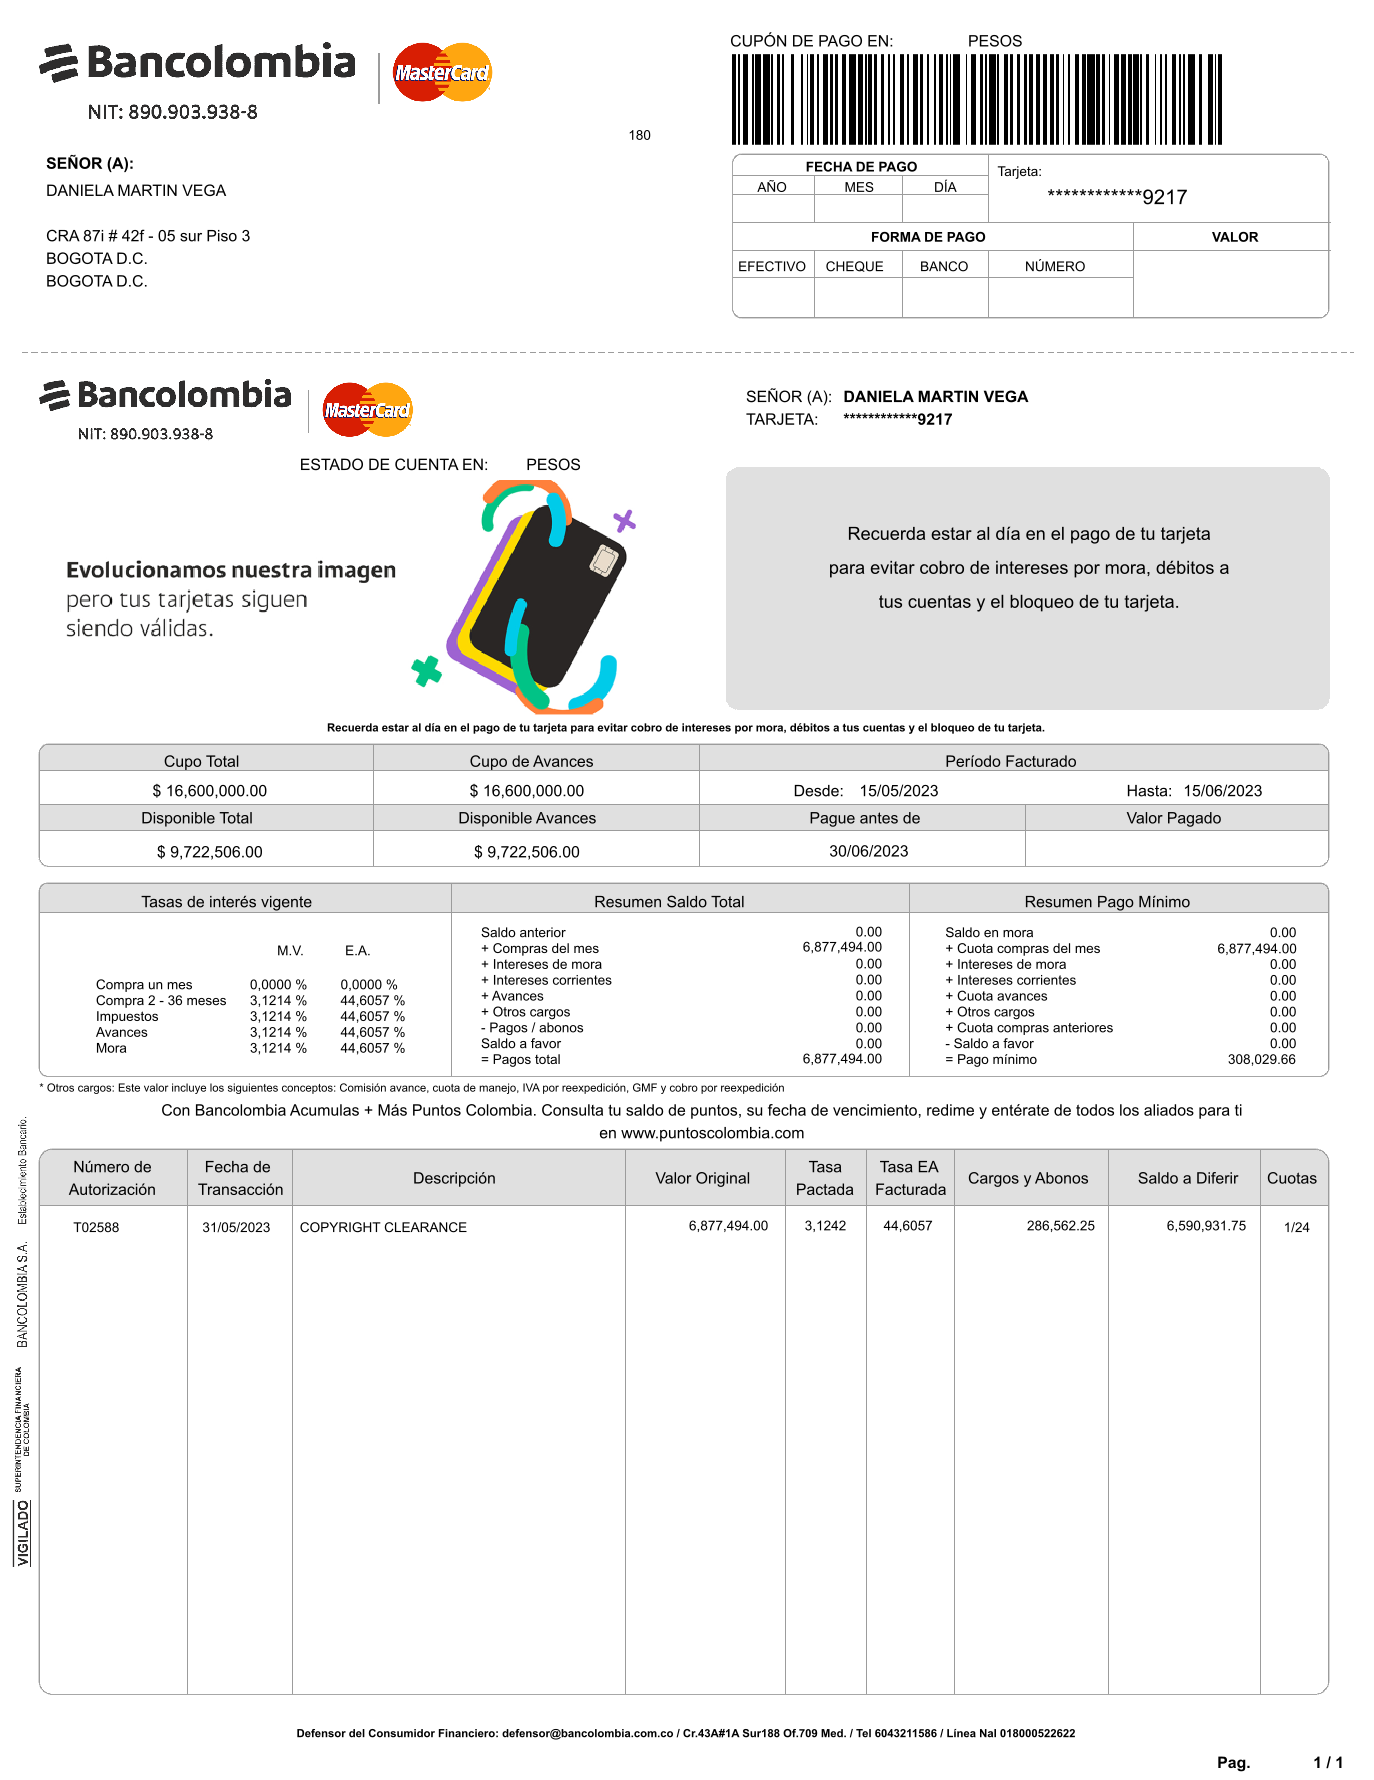 Bancolombia
MasterCard
NIT: 890.903.938-8
180
SEÑOR (A):
DANIELA MARTIN VEGA
CRA 87i # 42f - 05 sur Piso 3
BOGOTA D.C.
BOGOTA D.C.
CUPÓN DE PAGO EN: PESOS
FECHA DE PAGO
AÑO MES DÍA
Tarjeta:
************9217
FORMA DE PAGO VALOR
EFECTIVO CHEQUE BANCO NÚMERO
Bancolombia
MasterCard
NIT: 890.903.938-8
SEÑOR (A): DANIELA MARTIN VEGA
TARJETA: ************9217
ESTADO DE CUENTA EN: PESOS
Evolucionamos nuestra imagen
pero tus tarjetas siguen
siendo válidas.
Recuerda estar al día en el pago de tu tarjeta
para evitar cobro de intereses por mora, débitos a
tus cuentas y el bloqueo de tu tarjeta.
Recuerda estar al día en el pago de tu tarjeta para evitar cobro de intereses por mora, débitos a tus cuentas y el bloqueo de tu tarjeta.
Cupo Total Cupo de Avances Período Facturado
$ 16,600,000.00 $ 16,600,000.00 Desde: 15/05/2023 Hasta: 15/06/2023
Disponible Total Disponible Avances Pague antes de Valor Pagado
$ 9,722,506.00 $ 9,722,506.00 30/06/2023
Tasas de interés vigente
M.V. E.A.
Compra un mes 0,0000 % 0,0000 %
Compra 2 - 36 meses 3,1214 % 44,6057 %
Impuestos 3,1214 % 44,6057 %
Avances 3,1214 % 44,6057 %
Mora 3,1214 % 44,6057 %
Resumen Saldo Total
Saldo anterior 0.00
+ Compras del mes 6,877,494.00
+ Intereses de mora 0.00
+ Intereses corrientes 0.00
+ Avances 0.00
+ Otros cargos 0.00
- Pagos / abonos 0.00
Saldo a favor 0.00
= Pagos total 6,877,494.00
Resumen Pago Mínimo
Saldo en mora 0.00
+ Cuota compras del mes 6,877,494.00
+ Intereses de mora 0.00
+ Intereses corrientes 0.00
+ Cuota avances 0.00
+ Otros cargos 0.00
+ Cuota compras anteriores 0.00
- Saldo a favor 0.00
= Pago mínimo 308,029.66
* Otros cargos: Este valor incluye los siguientes conceptos: Comisión avance, cuota de manejo, IVA por reexpedición, GMF y cobro por reexpedición
Con Bancolombia Acumulas + Más Puntos Colombia. Consulta tu saldo de puntos, su fecha de vencimiento, redime y entérate de todos los aliados para ti
en www.puntoscolombia.com
Número de Autorización Fecha de Transacción Descripción Valor Original Tasa Pactada Tasa EA Facturada Cargos y Abonos Saldo a Diferir Cuotas
T02588 31/05/2023 COPYRIGHT CLEARANCE 6,877,494.00 3,1242 44,6057 286,562.25 6,590,931.75 1/24
VIGILADO SUPERINTENDENCIA FINANCIERA DE COLOMBIA BANCOLOMBIA S.A. Establecimiento Bancario.
Defensor del Consumidor Financiero: defensor@bancolombia.com.co / Cr.43A#1A Sur188 Of.709 Med. / Tel 6043211586 / Línea Nal 018000522622
Pag. 1 / 1